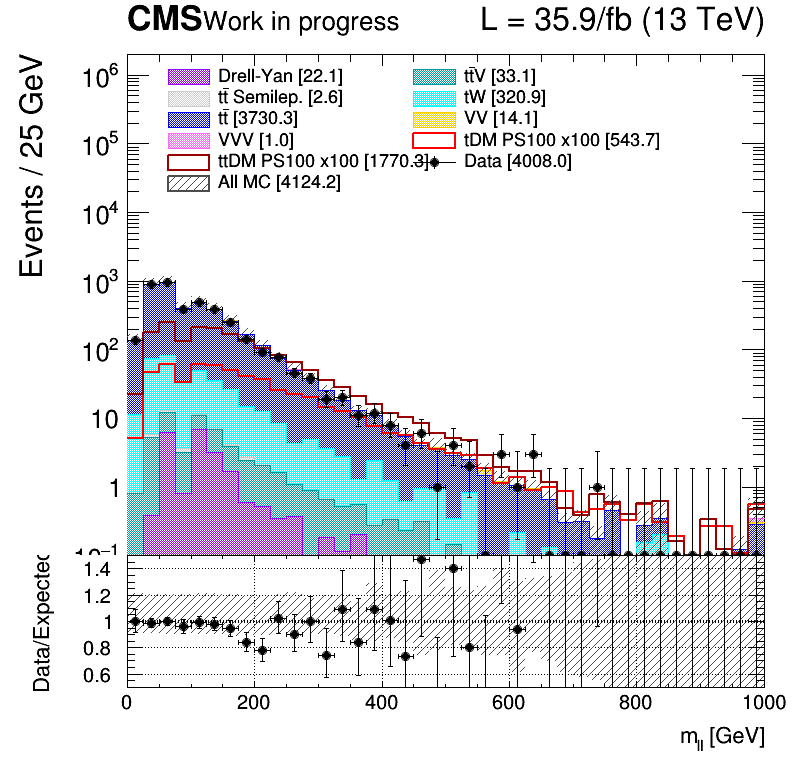 CMS Work in progress L = 35.9/fb (13 TeV)
Events / 25 GeV
10⁶
10⁵
10⁴
10³
10²
10
1
10⁻¹
Drell-Yan [22.1] tt̄V [33.1]
tt̄ Semilep. [2.6] tW [320.9]
tt̄ [3730.3] VV [14.1]
VVV [1.0] tDM PS100 x100 [543.7]
ttDM PS100 x100 [1770.3] Data [4008.0]
All MC [4124.2]
Data/Expected
1.4
1.2
1
0.8
0.6
0 200 400 600 800 1000
m_ll [GeV]